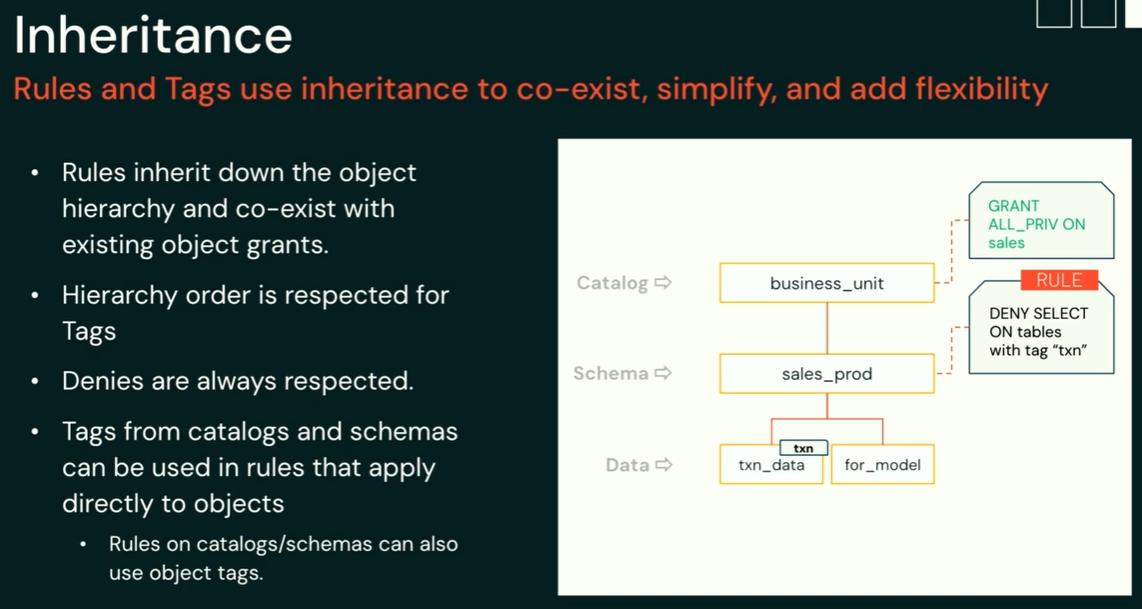 Inheritance
Rules and Tags use inheritance to co-exist, simplify, and add flexibility
• Rules inherit down the object
hierarchy and co-exist with
existing object grants.
• Hierarchy order is respected for
Tags
• Denies are always respected.
• Tags from catalogs and schemas
can be used in rules that apply
directly to objects
• Rules on catalogs/schemas can also
use object tags.
GRANT
ALL_PRIV ON
sales
Catalog ⇨
business_unit
RULE
DENY SELECT
ON tables
with tag “txn”
Schema ⇨
sales_prod
txn
Data ⇨
txn_data
for_model